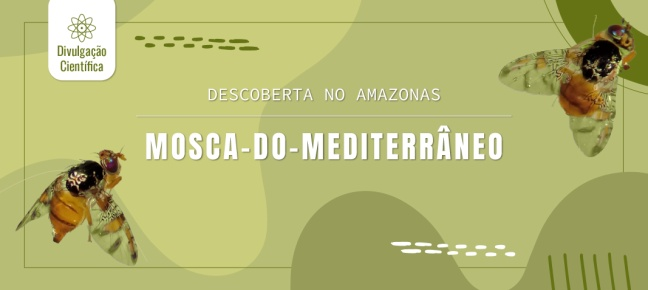 Divulgação
Científica
DESCOBERTA NO AMAZONAS
MOSCA-DO-MEDITERRÂNEO